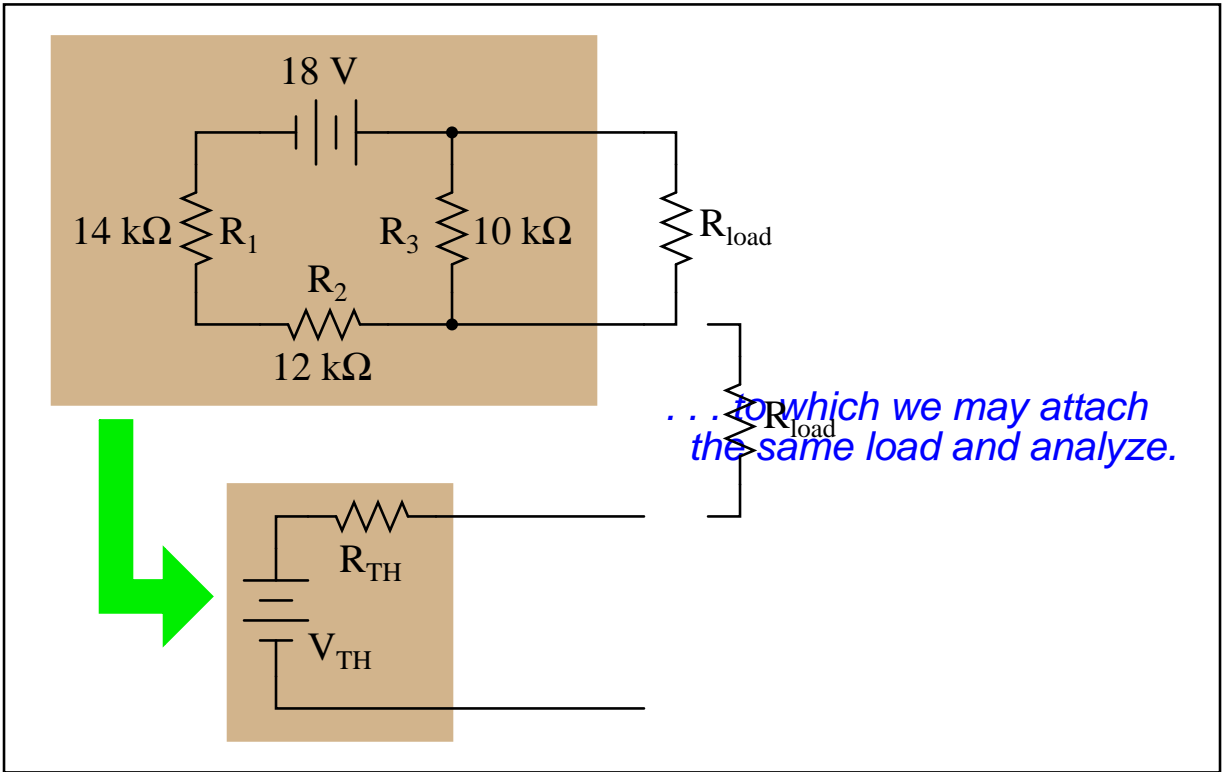 18 V
14 kΩ
R1
R3
10 kΩ
Rload
R2
12 kΩ
. . . to which we may attach
Rload
the same load and analyze.
RTH
VTH